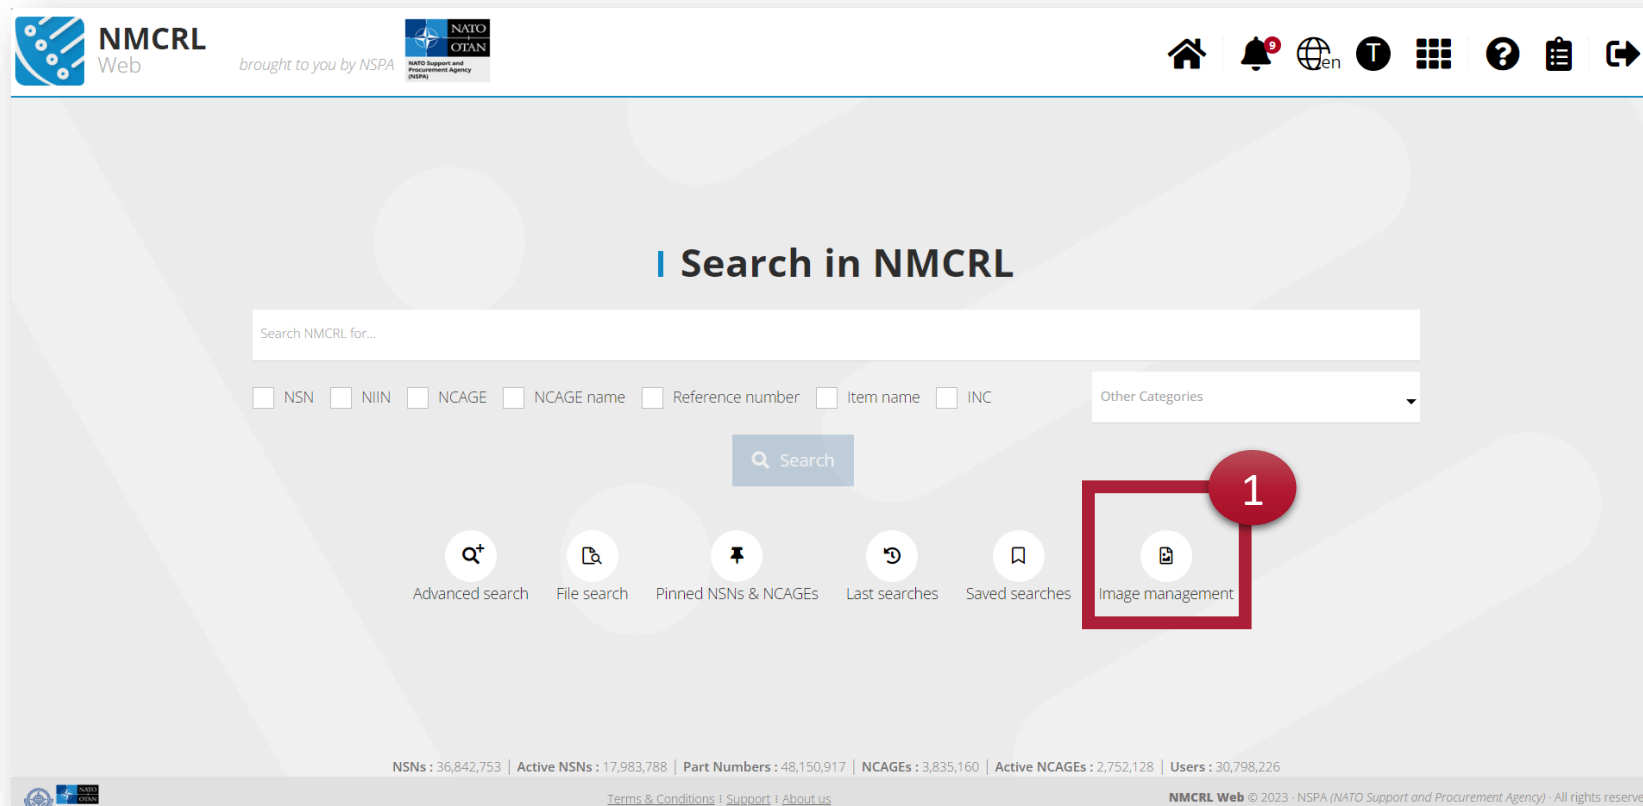 NMCRL
Web
brought to you by NSPA
NATO
OTAN
NATO Support and
Procurement Agency
(NSPA)
9
en
T
Search in NMCRL
Search NMCRL for...
NSN NIIN NCAGE NCAGE name Reference number Item name INC
Other Categories
Search
1
Advanced search File search Pinned NSNs & NCAGEs Last searches Saved searches Image management
NSNs : 36,842,753 | Active NSNs : 17,983,788 | Part Numbers : 48,150,917 | NCAGEs : 3,835,160 | Active NCAGEs : 2,752,128 | Users : 30,798,226
NATO
OTAN
Terms & Conditions | Support | About us
NMCRL Web © 2023 - NSPA (NATO Support and Procurement Agency) - All rights reserve